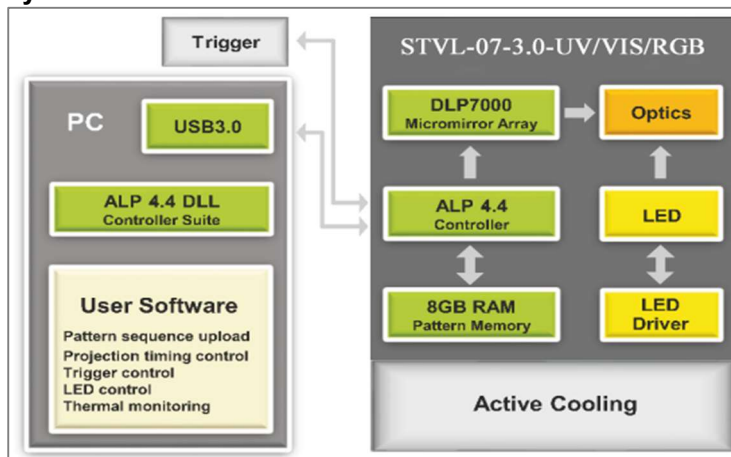 Trigger
PC
USB3.0
ALP 4.4 DLL
Controller Suite
User Software
Pattern sequence upload
Projection timing control
Trigger control
LED control
Thermal monitoring
STVL-07-3.0-UV/VIS/RGB
DLP7000
Micromirror Array
Optics
ALP 4.4
Controller
LED
8GB RAM
Pattern Memory
LED
Driver
Active Cooling